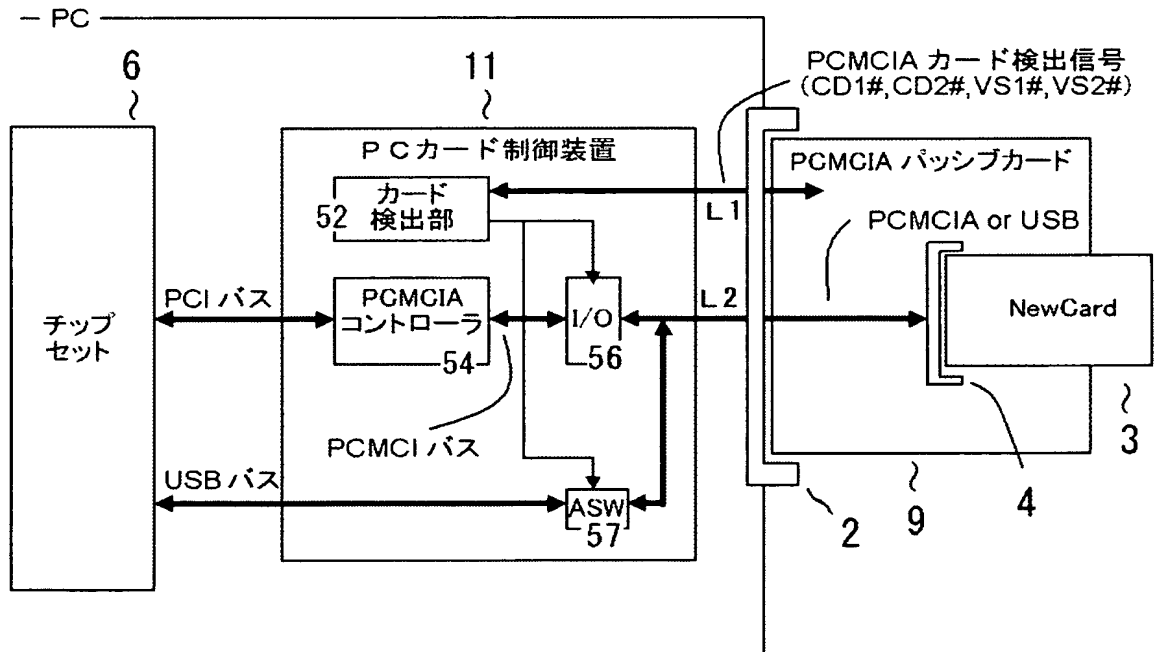 PC
6
11
PCMCIA カード検出信号
(CD1#,CD2#,VS1#,VS2#)
PCカード制御装置
PCMCIA パッシブカード
カード
検出部
52
L1
PCMCIA or USB
PCI バス
PCMCIA
コントローラ
54
I/O
56
L2
NewCard
チップ
セット
PCMCI バス
3
USB バス
ASW
57
2
9
4